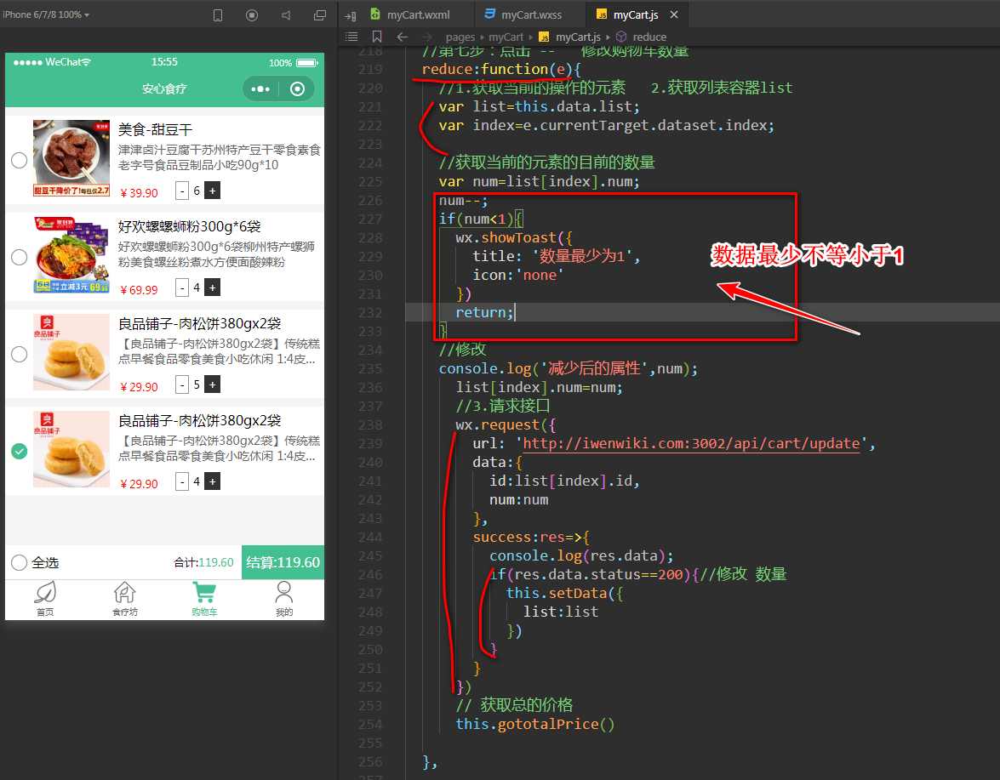 iPhone 6/7/8 100%
WeChat
15:55
100%
安心食疗
美食-甜豆干
津津卤汁豆腐干苏州特产豆干零食素食
老字号食品豆制品小吃90g*10
甜豆干降价了!每包仅2.7
￥39.90
- 6 +
好欢螺螺蛳粉300g*6袋
好欢螺螺蛳粉300g*6袋柳州特产螺狮
粉美食螺丝粉煮水方便面酸辣粉
立减3元 69.99
￥69.99
- 4 +
良品铺子-肉松饼380gx2袋
良品铺子
【良品铺子-肉松饼380gx2袋】传统糕
点早餐食品零食美食小吃休闲 1:4皮...
￥29.90
- 5 +
良品铺子-肉松饼380gx2袋
良品铺子
【良品铺子-肉松饼380gx2袋】传统糕
点早餐食品零食美食小吃休闲 1:4皮...
￥29.90
- 4 +
全选
合计:119.60
结算:119.60
首页
食疗坊
购物车
我的
myCart.wxml
myCart.wxss
JS myCart.js
pages myCart JS myCart.js reduce
218 //第七步：点击 -- 修改购物车数量
219 reduce:function(e){
220 //1.获取当前的操作的元素 2.获取列表容器list
221 var list=this.data.list;
222 var index=e.currentTarget.dataset.index;
223
224 //获取当前的元素的目前的数量
225 var num=list[index].num;
226 num--;
227 if(num<1){
228 wx.showToast({
229 title: '数量最少为1',
230 icon:'none'
231 })
232 return;
233 }
234 //修改
235 console.log('减少后的属性',num);
236 list[index].num=num;
237 //3.请求接口
238 wx.request({
239 url: 'http://iwenwiki.com:3002/api/cart/update',
240 data:{
241 id:list[index].id,
242 num:num
243 },
244 success:res=>{
245 console.log(res.data);
246 if(res.data.status==200){//修改 数量
247 this.setData({
248 list:list
249 })
250 }
251 }
252 })
253 // 获取总的价格
254 this.gototalPrice()
255
256 },
257
数据最少不等小于1